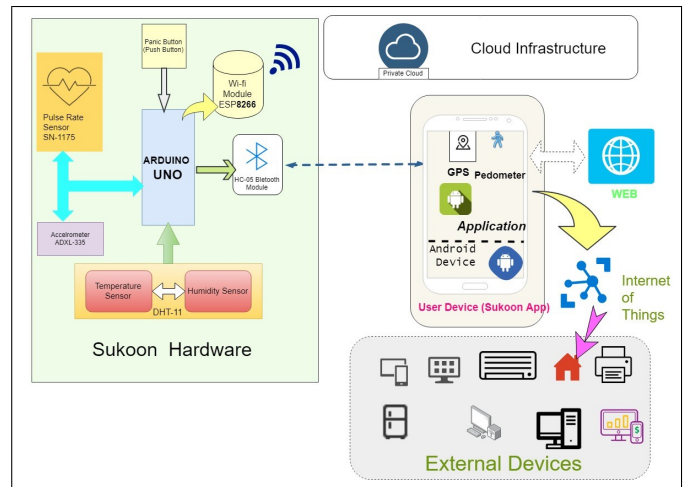 Panic Button
(Push Button)
Cloud Infrastructure
Private Cloud
Wi-fi
Module
ESP8266
Pulse Rate
Sensor
SN-1175
ARDUINO
UNO
HC-05 Bletooth
Module
GPS
Pedometer
WEB
Application
Accelrometer
ADXL-335
Android
Device
Temperature
Sensor
Humidity Sensor
DHT-11
User Device (Sukoon App)
Internet
of
Things
Sukoon Hardware
$
External Devices